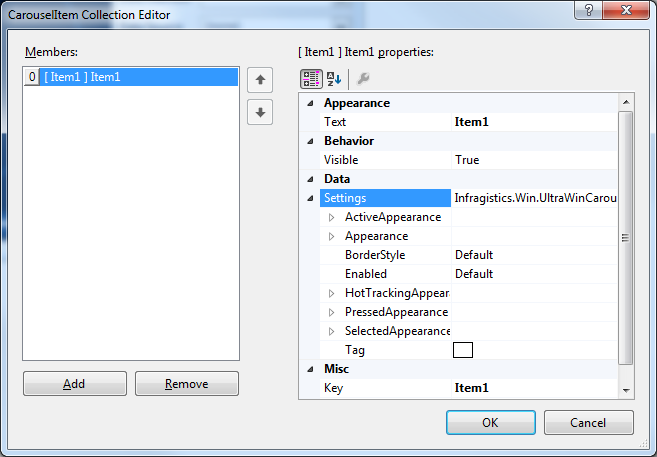 CarouselItem Collection Editor
Members:
0 [ Item1 ] Item1
Add
Remove
[ Item1 ] Item1 properties:
Appearance
Text Item1
Behavior
Visible True
Data
Settings Infragistics.Win.UltraWinCarou
ActiveAppearance
Appearance
BorderStyle Default
Enabled Default
HotTrackingAppear
PressedAppearance
SelectedAppearance
Tag
Misc
Key Item1
OK
Cancel